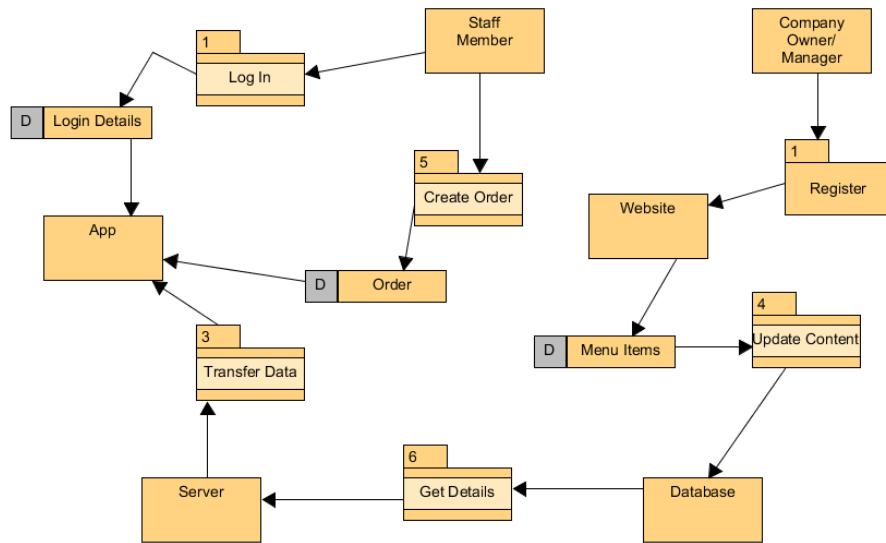 Staff
Member
Company
Owner/
Manager
1
Log In
D
Login Details
5
Create Order
1
Register
Website
App
D
Order
3
Transfer Data
4
Update Content
D
Menu Items
6
Get Details
Server
Database